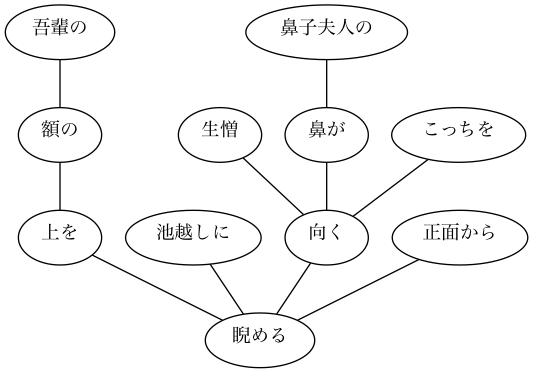 吾輩の
鼻子夫人の
額の
生憎
鼻が
こっちを
上を
池越しに
向く
正面から
睨める